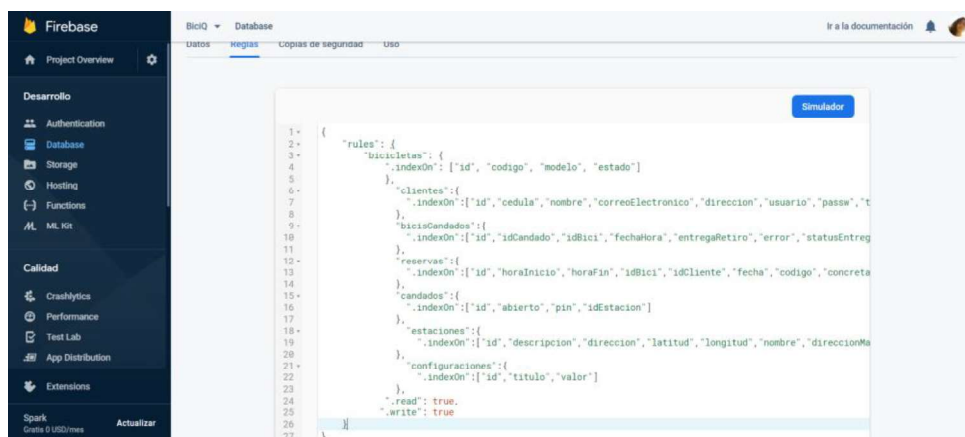 Firebase
BiciQ Database
Ir a la documentación
Datos Reglas Copias de seguridad Uso
Project Overview
Desarrollo
Authentication
Database
Storage
Hosting
Functions
ML Kit
Calidad
Crashlytics
Performance
Test Lab
App Distribution
Extensions
Spark
Gratis 0 USD/mes
Actualizar
Simulador
1 {
2 "rules": {
3 "bicicletas": {
4 ".indexOn": ["id", "codigo", "modelo", "estado"]
5 },
6 "clientes":{
7 ".indexOn":["id","cedula","nombre","correoElectronico","direccion","usuario","passw","t
8 },
9 "bicisCandados":{
10 ".indexOn":["id","idCandado","idBici","fechaHora","entregaRetiro","error","statusEntreg
11 },
12 "reservas":{
13 ".indexOn":["id","horaInicio","horaFin","idBici","idCliente","fecha","codigo","concreta
14 },
15 "candados":{
16 ".indexOn":["id","abierto","pin","idEstacion"]
17 },
18 "estaciones":{
19 ".indexOn":["id","descripcion","direccion","latitud","longitud","nombre","direccionMa
20 },
21 "configuraciones":{
22 ".indexOn":["id","titulo","valor"]
23 },
24 ".read": true,
25 ".write": true
26 }
27 }